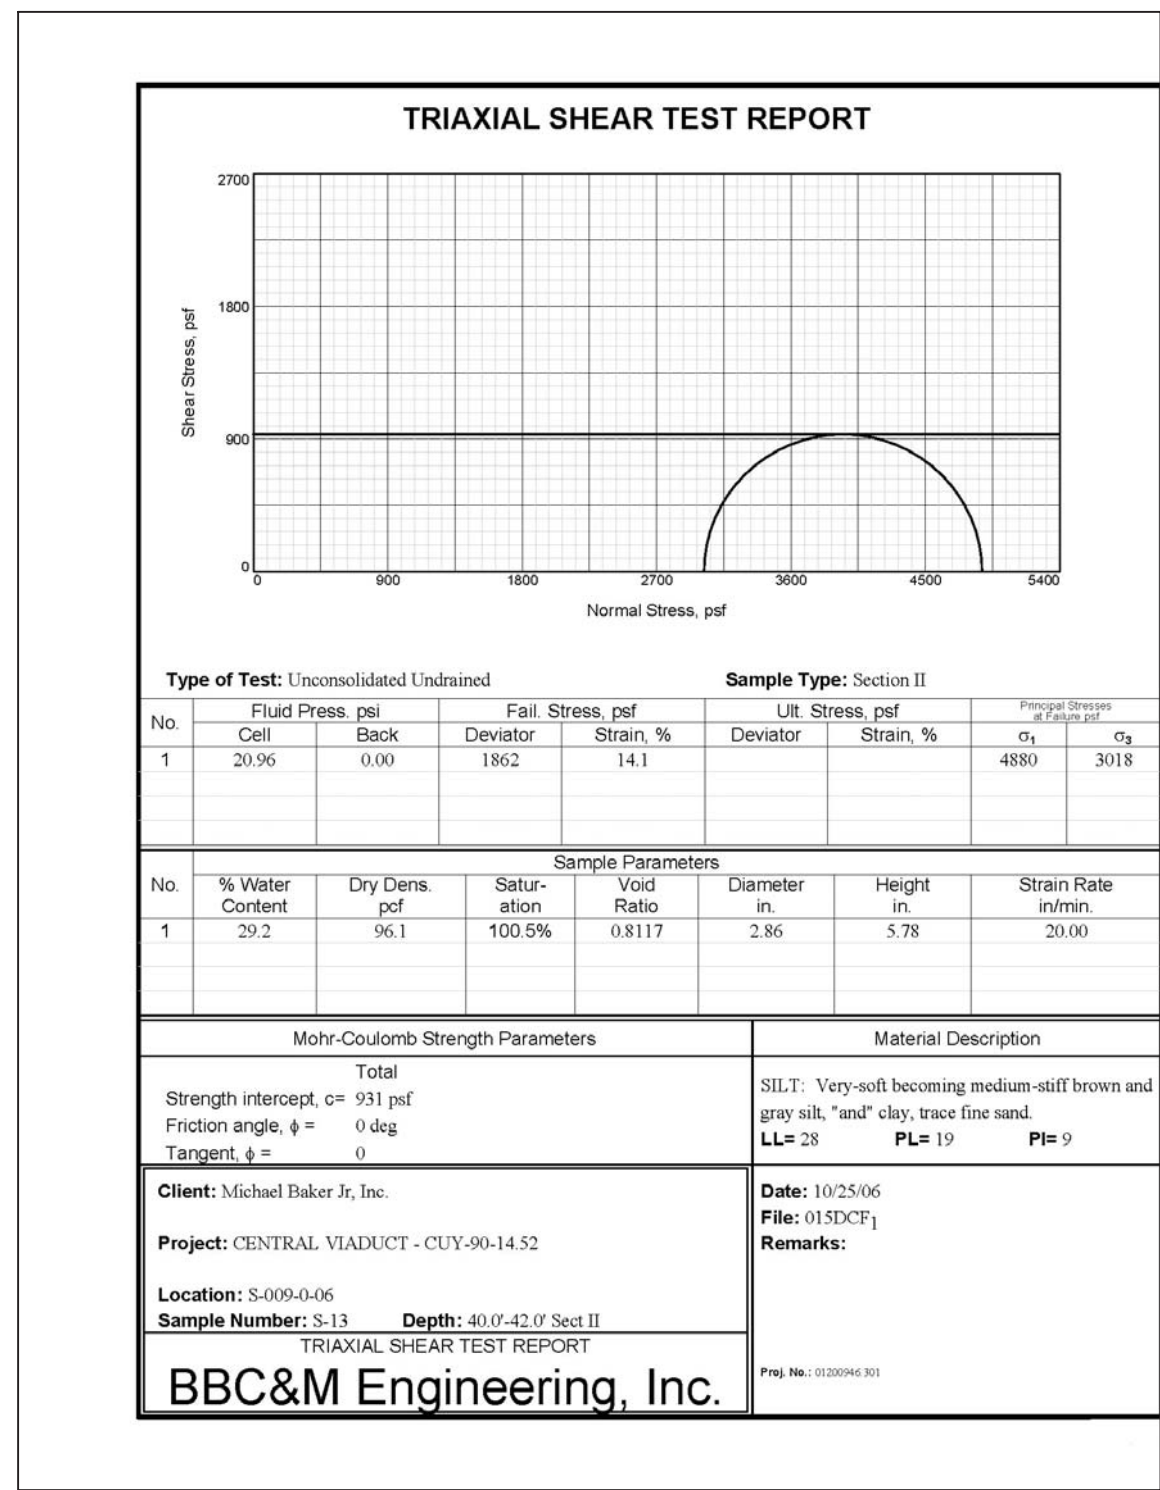 TRIAXIAL SHEAR TEST REPORT
2700
1800
900
0
Shear Stress, psf
0 900 1800 2700 3600 4500 5400
Normal Stress, psf
Type of Test: Unconsolidated Undrained Sample Type: Section II
No. Fluid Press. psi Fail. Stress, psf Ult. Stress, psf Principal Stresses at Failure psf
Cell Back Deviator Strain, % Deviator Strain, % σ1 σ3
1 20.96 0.00 1862 14.1 4880 3018
Sample Parameters
No. % Water Content Dry Dens. pcf Satur-ation Void Ratio Diameter in. Height in. Strain Rate in/min.
1 29.2 96.1 100.5% 0.8117 2.86 5.78 20.00
Mohr-Coulomb Strength Parameters
Total
Strength intercept, c= 931 psf
Friction angle, ϕ = 0 deg
Tangent, ϕ = 0
Material Description
SILT: Very-soft becoming medium-stiff brown and
gray silt, "and" clay, trace fine sand.
LL= 28 PL= 19 PI= 9
Client: Michael Baker Jr, Inc.
Project: CENTRAL VIADUCT - CUY-90-14.52
Location: S-009-0-06
Sample Number: S-13 Depth: 40.0'-42.0' Sect II
TRIAXIAL SHEAR TEST REPORT
BBC&M Engineering, Inc.
Date: 10/25/06
File: 015DCF1
Remarks:
Proj. No.: 01200946.301